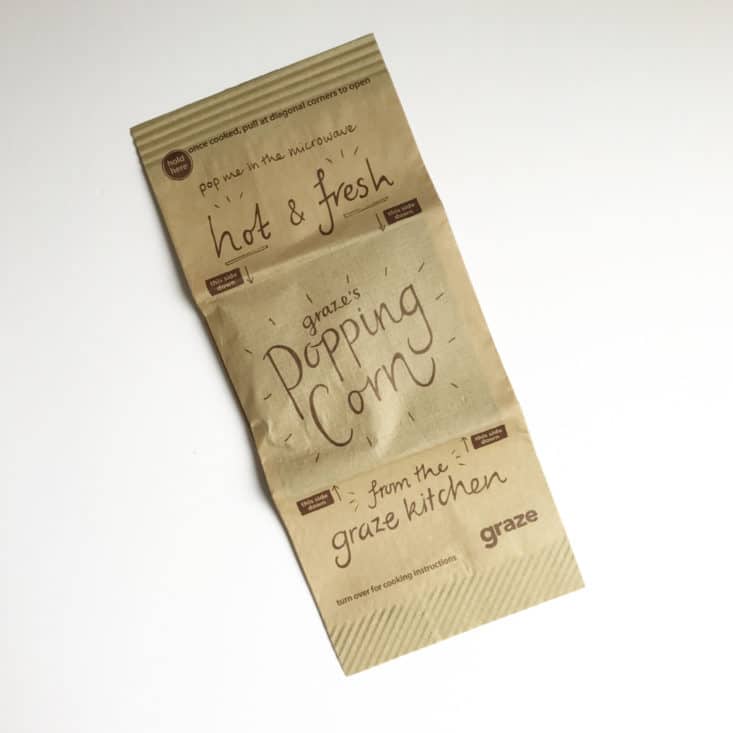 once cooked, pull at diagonal corners to open
hold
here
pop me in the microwave
hot & fresh
this side
down
this side
down
graze's
Popping
Corn
this side
down
this side
down
from the
graze kitchen
graze
turn over for cooking instructions